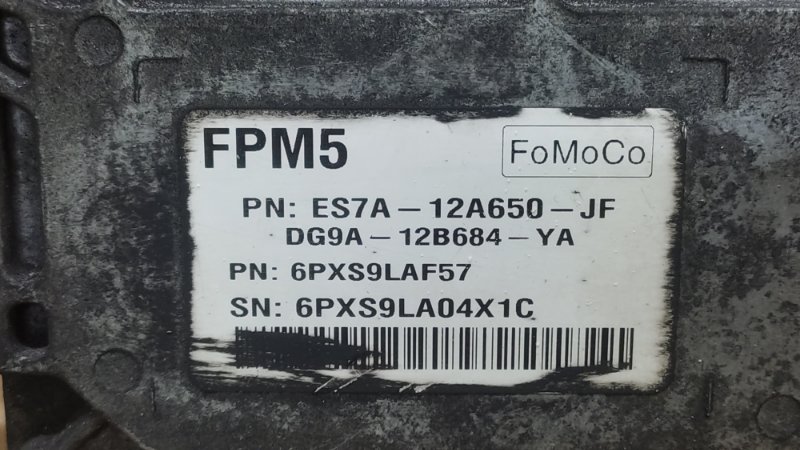 FPM5 FoMoCo
PN: ES7A-12A650-JF
DG9A-12B684-YA
PN: 6PXS9LAF57
SN: 6PXS9LA04X1C